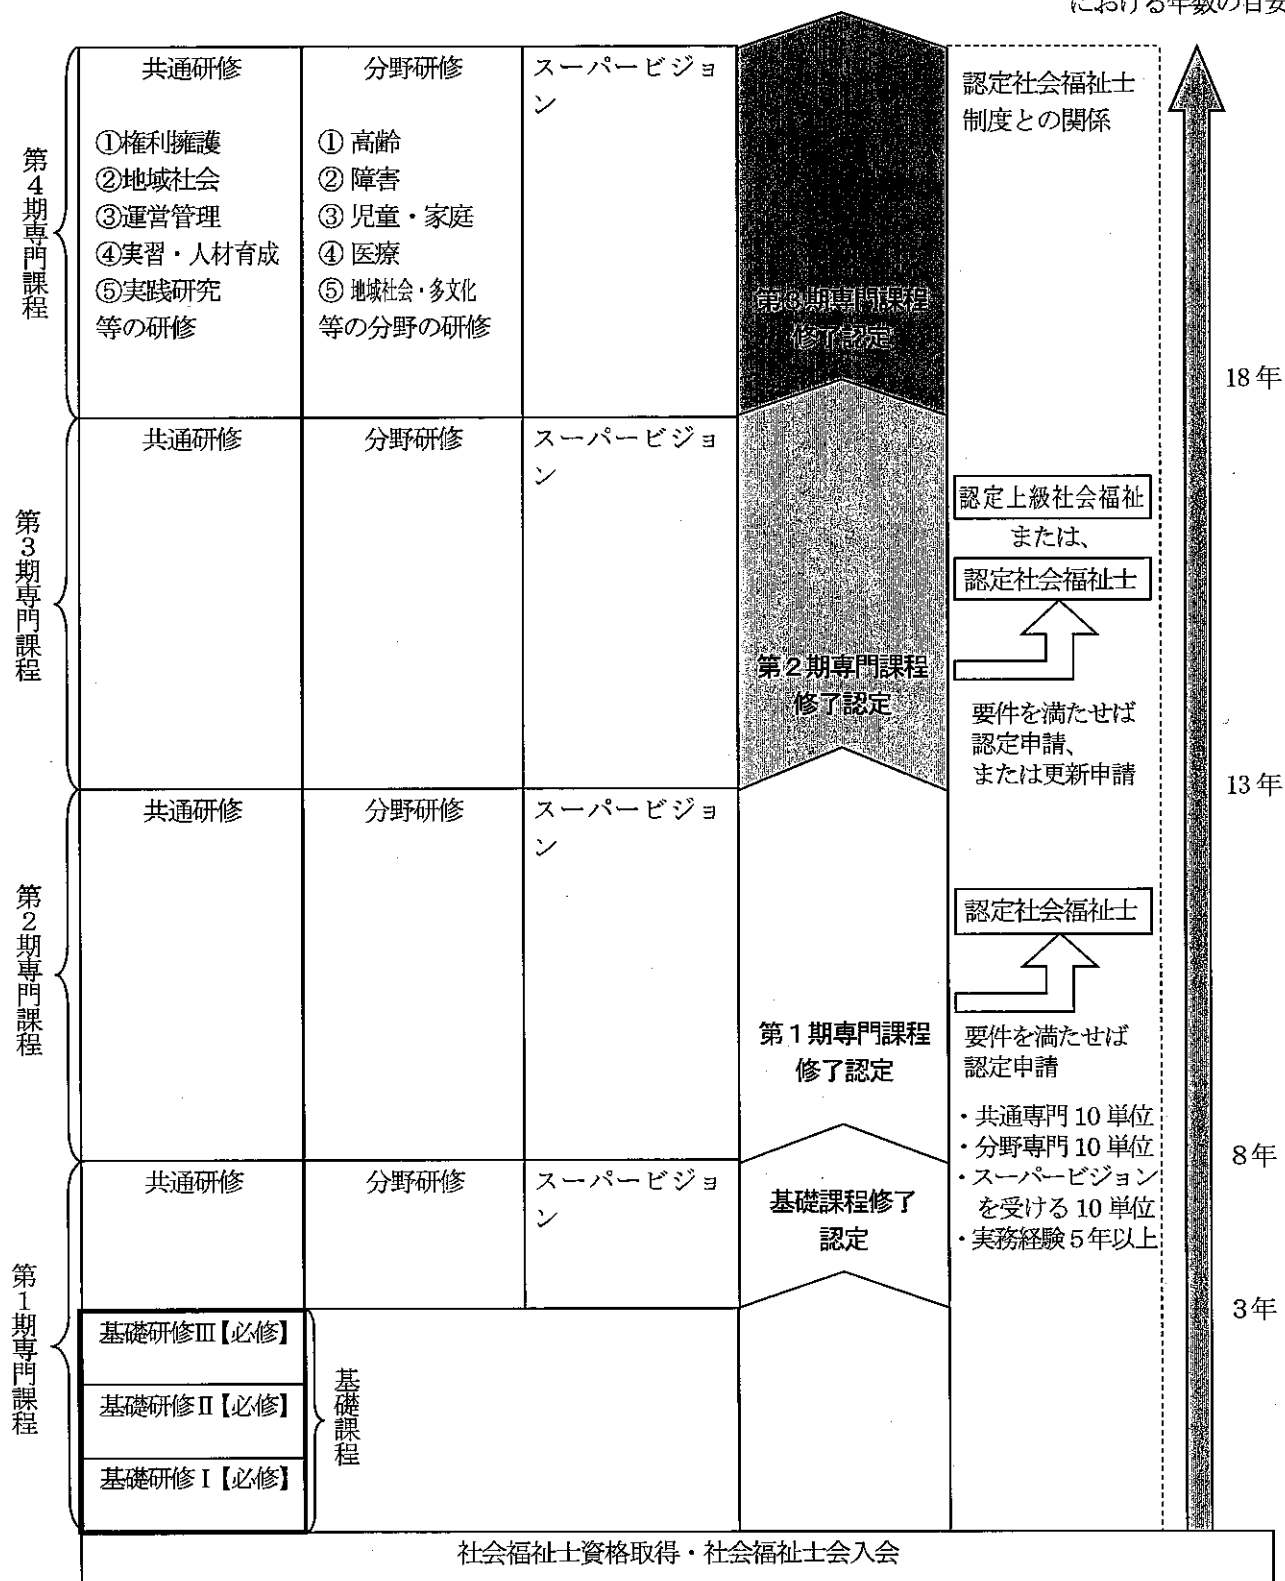 における年数の目安
第4期専門課程
共通研修
①権利擁護
②地域社会
③運営管理
④実習・人材育成
⑤実践研究
等の研修
分野研修
① 高齢
② 障害
③ 児童・家庭
④ 医療
⑤ 地域社会・多文化
等の分野の研修
スーパービジョ
ン
第3期専門課程
修了認定
認定社会福祉士
制度との関係
18年
第3期専門課程
共通研修
分野研修
スーパービジョ
ン
第2期専門課程
修了認定
認定上級社会福祉
または、
認定社会福祉士
要件を満たせば
認定申請、
または更新申請
13年
第2期専門課程
共通研修
分野研修
スーパービジョ
ン
第1期専門課程
修了認定
認定社会福祉士
要件を満たせば
認定申請
・共通専門10単位
・分野専門10単位
・スーパービジョン
を受ける10単位
・実務経験5年以上
8年
第1期専門課程
共通研修
分野研修
スーパービジョ
ン
基礎課程修了
認定
3年
基礎研修Ⅲ【必修】
基礎研修Ⅱ【必修】
基礎研修Ⅰ【必修】
基礎課程
社会福祉士資格取得・社会福祉士会入会